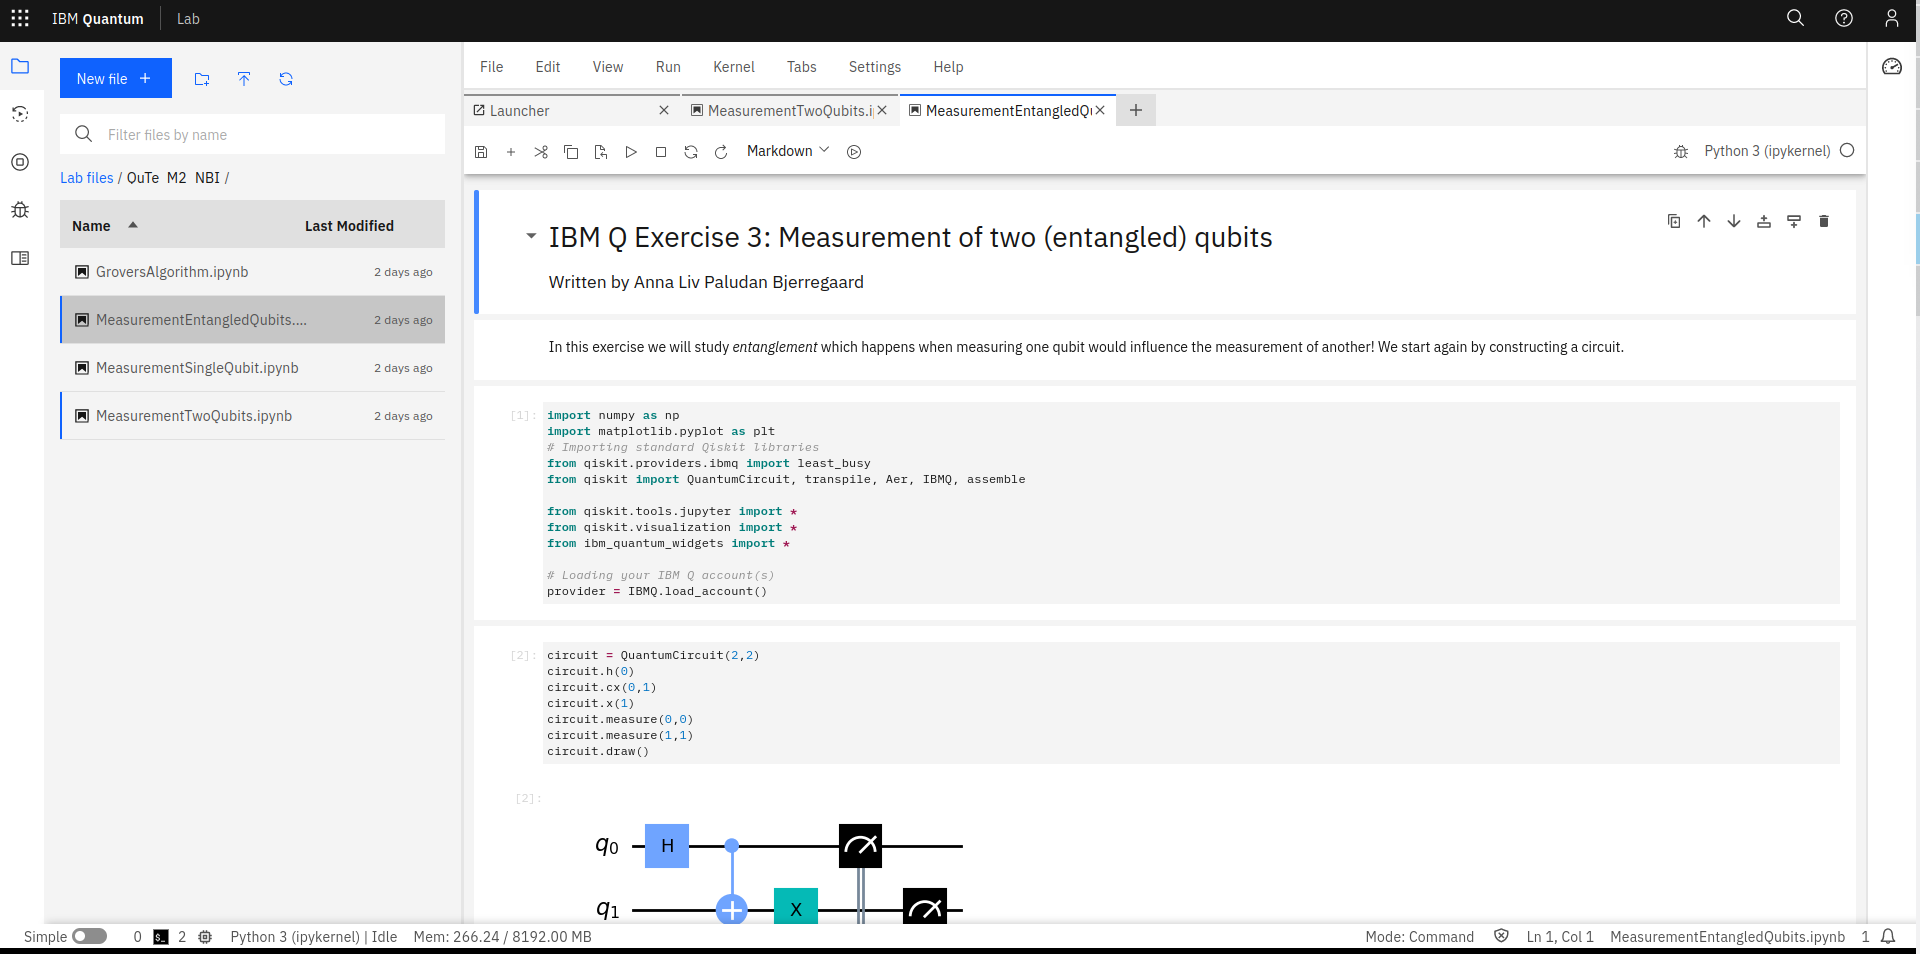 IBM Quantum Lab
New file +
Filter files by name
Lab files / QuTe M2 NBI /
Name Last Modified
GroversAlgorithm.ipynb 2 days ago
MeasurementEntangledQubits.... 2 days ago
MeasurementSingleQubit.ipynb 2 days ago
MeasurementTwoQubits.ipynb 2 days ago
File Edit View Run Kernel Tabs Settings Help
Launcher MeasurementTwoQubits.i MeasurementEntangledQ
Markdown Python 3 (ipykernel)
IBM Q Exercise 3: Measurement of two (entangled) qubits
Written by Anna Liv Paludan Bjerregaard
In this exercise we will study entanglement which happens when measuring one qubit would influence the measurement of another! We start again by constructing a circuit.
[1]: import numpy as np
import matplotlib.pyplot as plt
# Importing standard Qiskit libraries
from qiskit.providers.ibmq import least_busy
from qiskit import QuantumCircuit, transpile, Aer, IBMQ, assemble
from qiskit.tools.jupyter import *
from qiskit.visualization import *
from ibm_quantum_widgets import *
# Loading your IBM Q account(s)
provider = IBMQ.load_account()
[2]: circuit = QuantumCircuit(2,2)
circuit.h(0)
circuit.cx(0,1)
circuit.x(1)
circuit.measure(0,0)
circuit.measure(1,1)
circuit.draw()
[2]:
q0 H
q1 X
Simple 0 $_ 2 Python 3 (ipykernel) | Idle Mem: 266.24 / 8192.00 MB Mode: Command Ln 1, Col 1 MeasurementEntangledQubits.ipynb 1